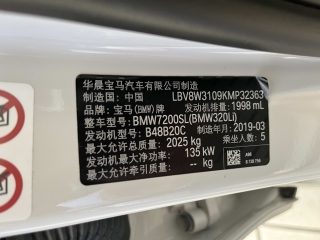 华晨宝马汽车有限公司制造
制造国: 中国 LBV8W3109KMP32363
品牌: 宝马(BMW)牌 发动机排量: 1998 mL
整车型号: BMW7200SL(BMW320Li)
发动机型号: B48B20C 制造年月: 2019-03
最大允许总质量: 2025 kg 乘坐人数: 5
发动机最大净功率: 135 kW
最大允许牵引质量: -- kg